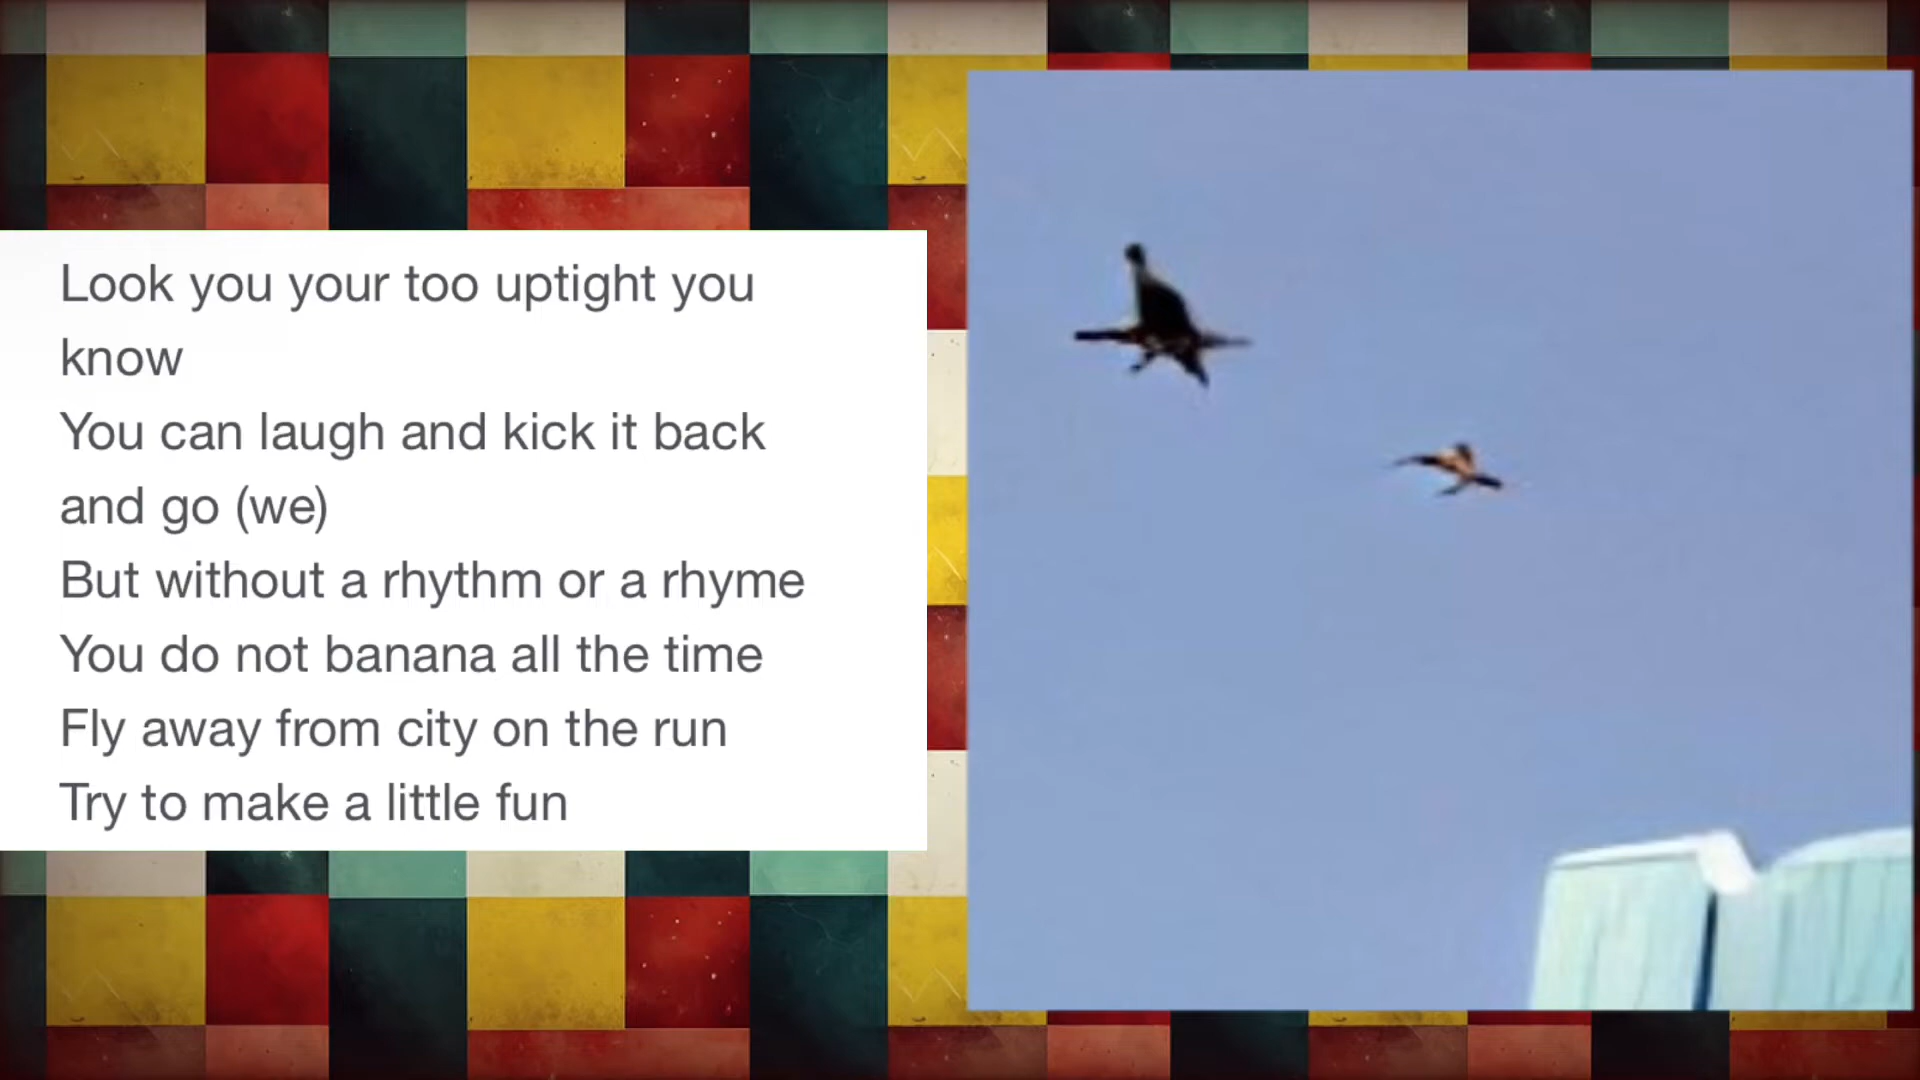 Look you your too uptight you
know
You can laugh and kick it back
and go (we)
But without a rhythm or a rhyme
You do not banana all the time
Fly away from city on the run
Try to make a little fun